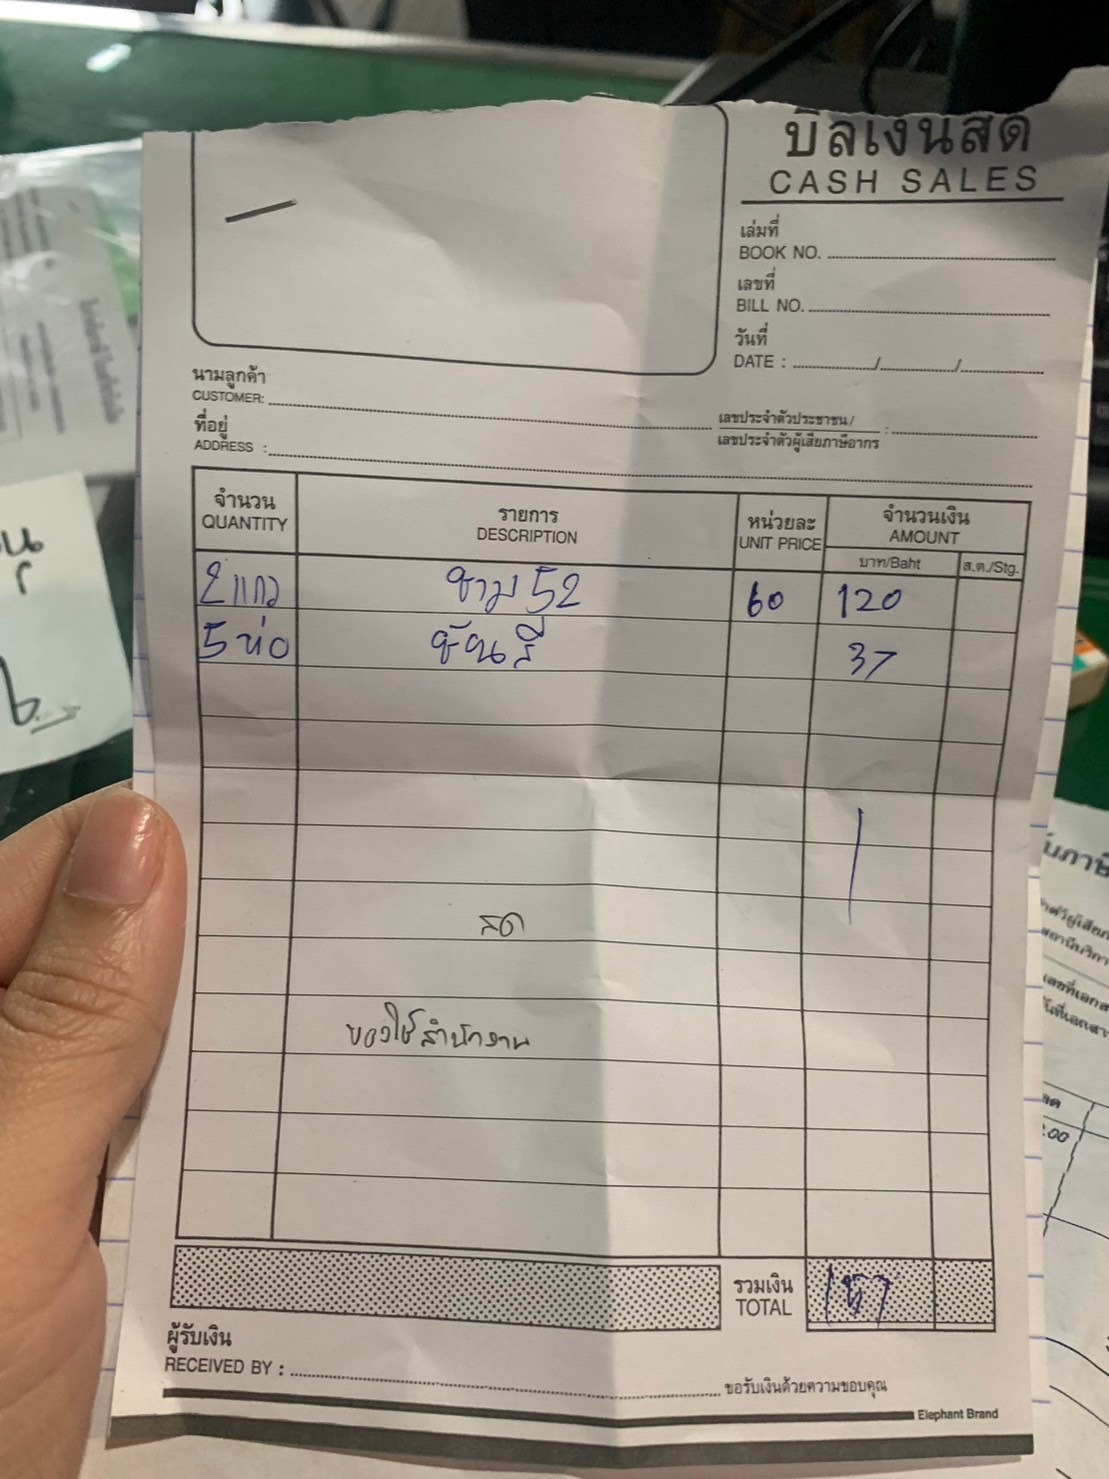 บิลเงินสด
CASH SALES
เล่มที่
BOOK NO.
เลขที่
BILL NO.
วันที่
DATE : / /
นามลูกค้า
CUSTOMER:
เลขประจำตัวประชาชน/
เลขประจำตัวผู้เสียภาษีอากร :
ที่อยู่
ADDRESS :
จำนวน รายการ หน่วยละ จำนวนเงิน
QUANTITY DESCRIPTION UNIT PRICE AMOUNT
บาท/Baht ส.ต./Stg.
2 ชาม 52 60 120
5 ห่อ 37
สด
ของใช้สำนักงาน
รวมเงิน
TOTAL 157
ผู้รับเงิน
RECEIVED BY :
ขอรับเงินด้วยความขอบคุณ
Elephant Brand